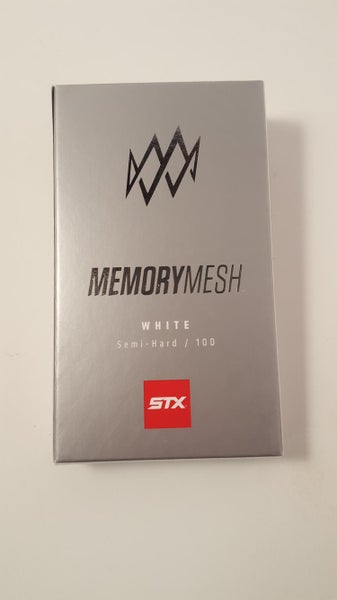 MEMORYMESH
WHITE
Semi-Hard / 100
STX